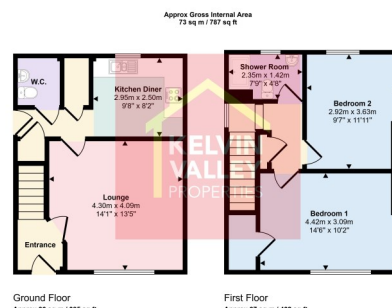 Approx Gross Internal Area
73 sq m / 787 sq ft
W.C.
Kitchen Diner
2.95m x 2.50m
9'8" x 8'2"
Lounge
4.30m x 4.09m
14'1" x 13'5"
Entrance
Shower Room
2.35m x 1.42m
7'9" x 4'8"
Bedroom 2
2.92m x 3.63m
9'7" x 11'11"
Bedroom 1
4.42m x 3.09m
14'6" x 10'2"
KELVIN
VALLEY
PROPERTIES
Ground Floor
First Floor